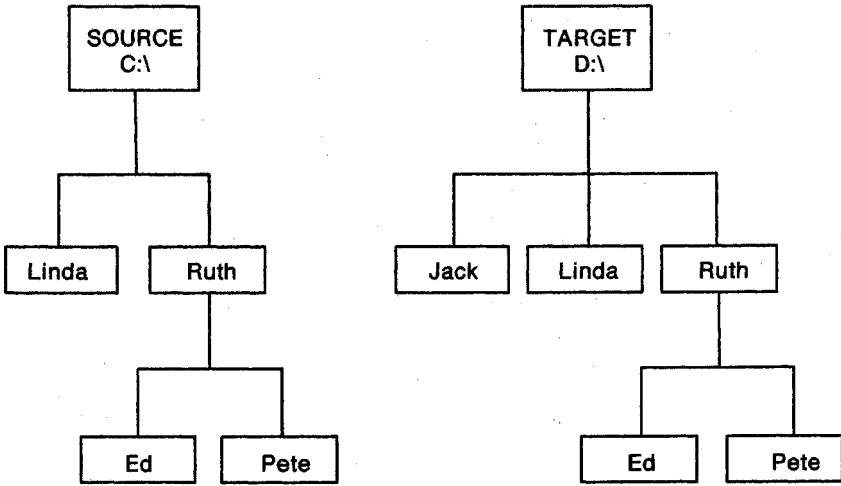 SOURCE
C:\
TARGET
D:\
Linda
Ruth
Jack
Linda
Ruth
Ed
Pete
Ed
Pete